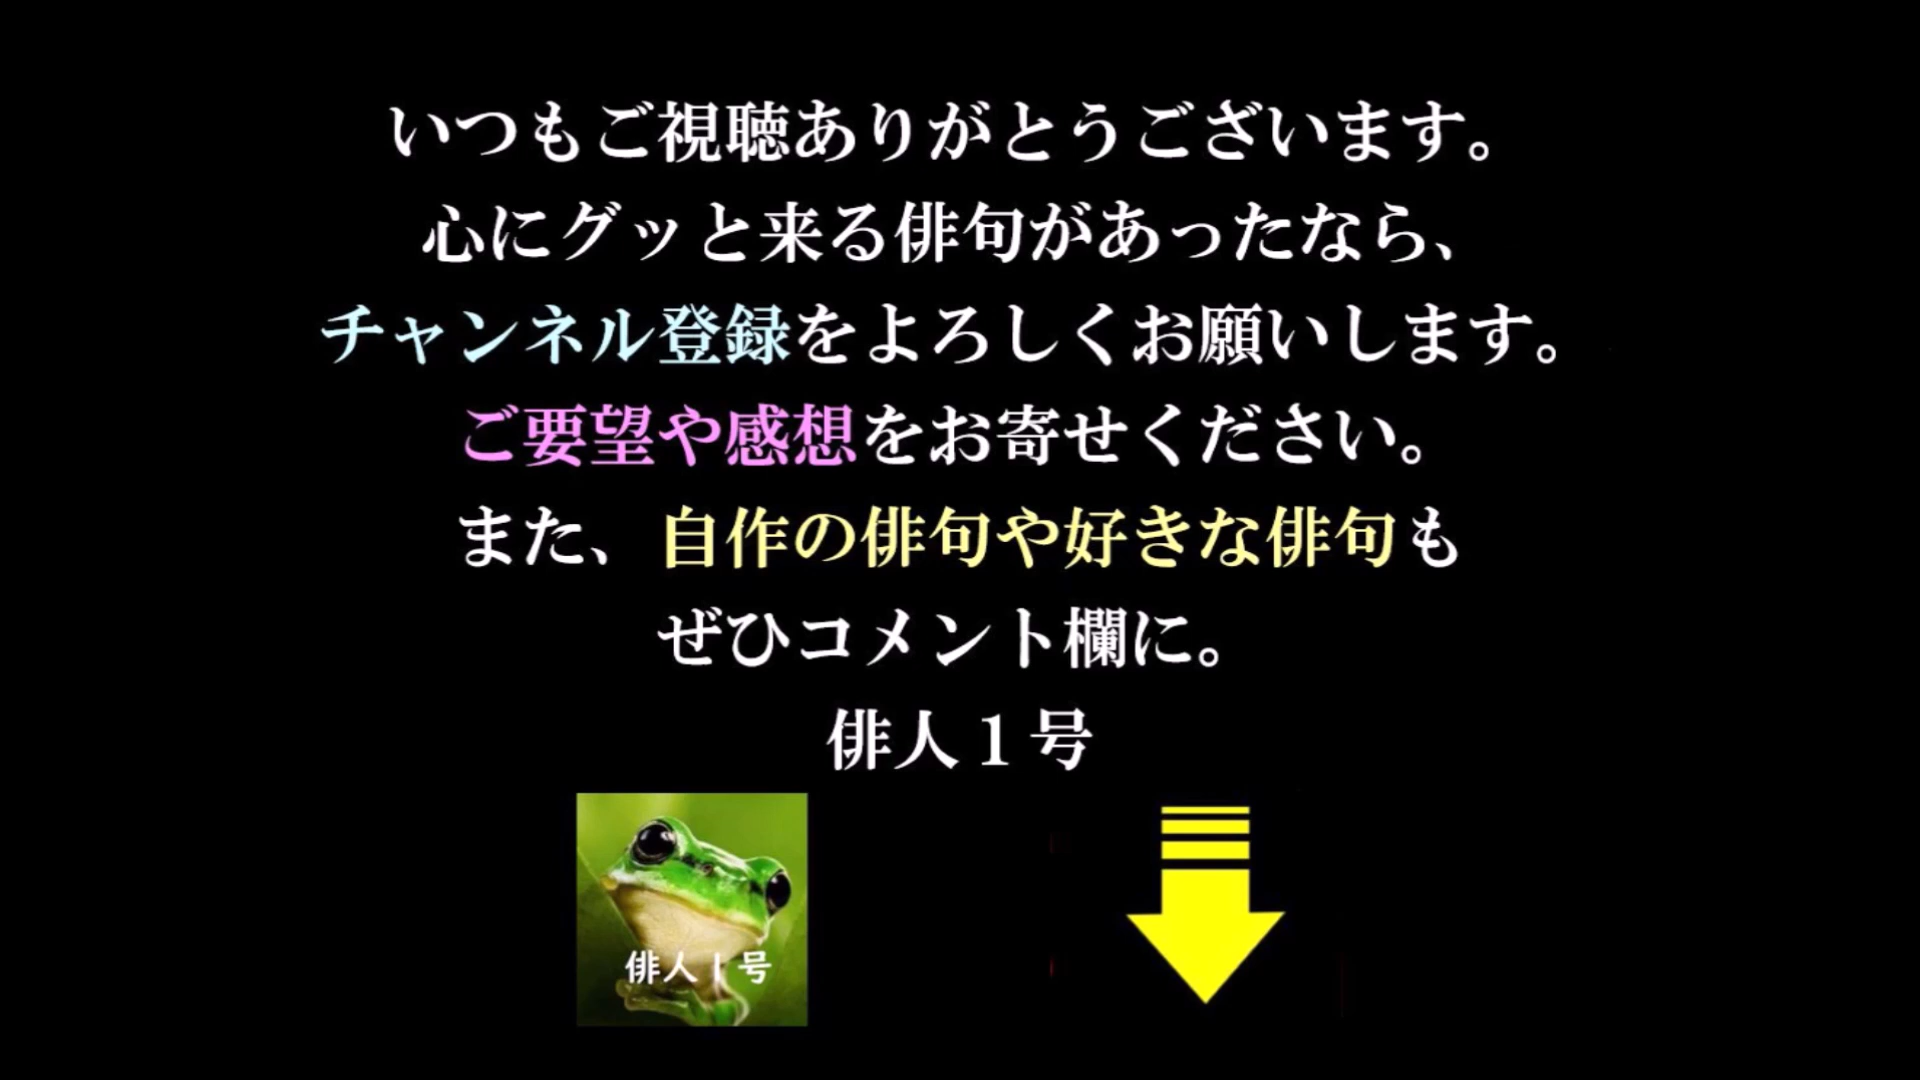 いつもご視聴ありがとうございます。
心にグッと来る俳句があったなら、
チャンネル登録をよろしくお願いします。
ご要望や感想をお寄せください。
また、自作の俳句や好きな俳句も
ぜひコメント欄に。
俳人１号
俳人１号